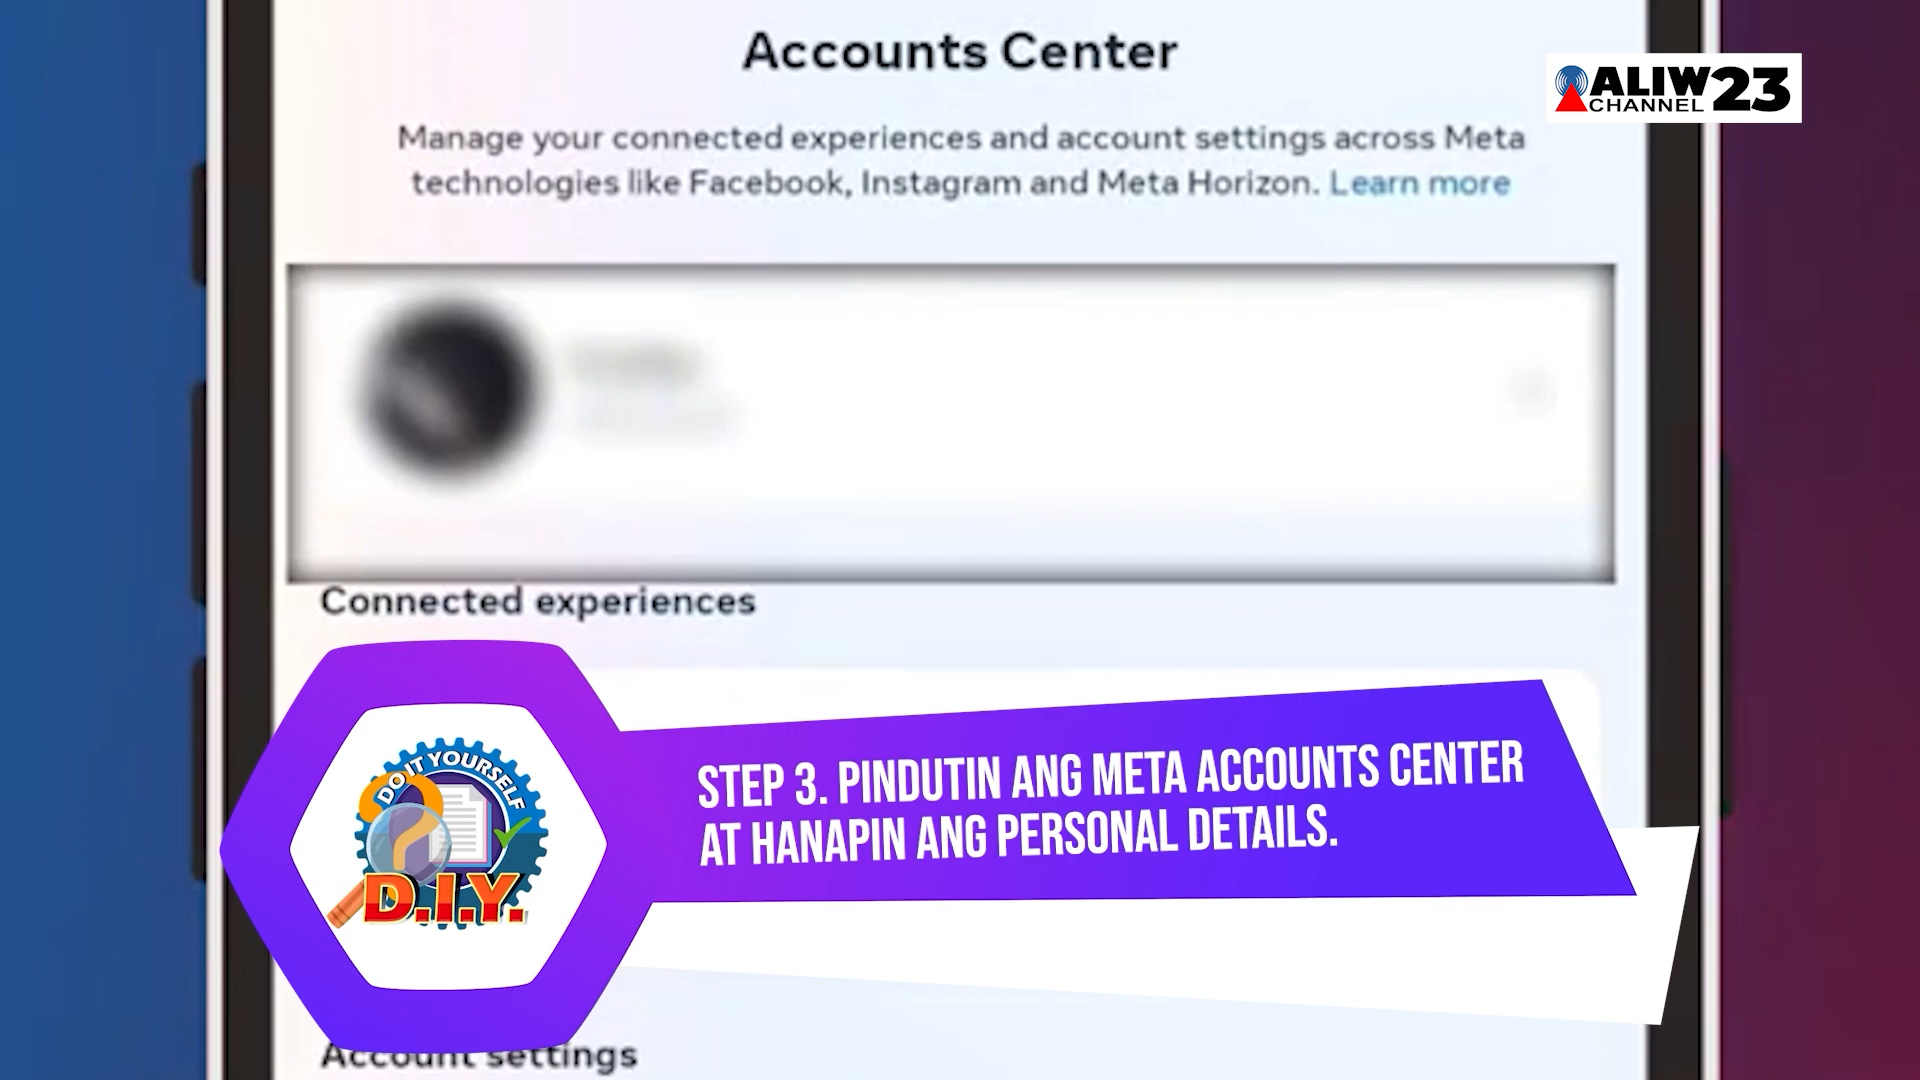 Accounts Center
ALIW 23
CHANNEL
Manage your connected experiences and account settings across Meta
technologies like Facebook, Instagram and Meta Horizon. Learn more
Connected experiences
DO IT YOURSELF
D.I.Y.
STEP 3. PINDUTIN ANG META ACCOUNTS CENTER
AT HANAPIN ANG PERSONAL DETAILS.
Account settings